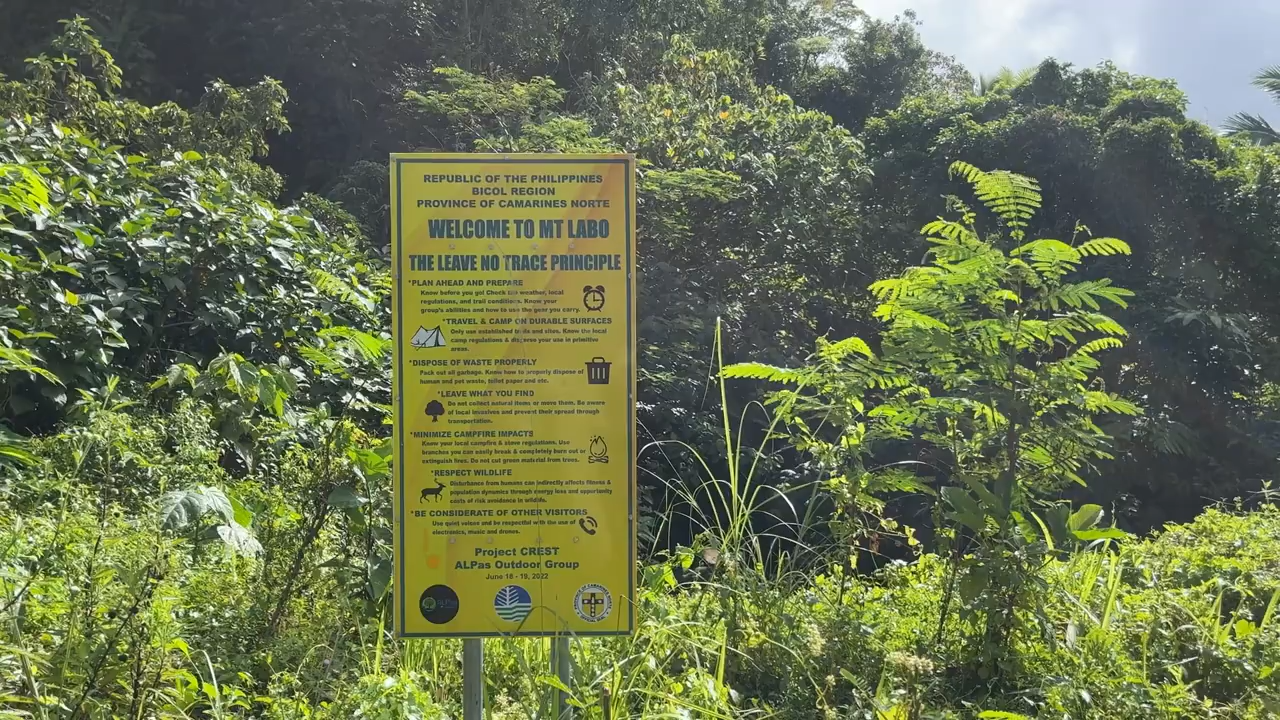 REPUBLIC OF THE PHILIPPINES
BICOL REGION
PROVINCE OF CAMARINES NORTE
WELCOME TO MT LABO
THE LEAVE NO TRACE PRINCIPLE
*PLAN AHEAD AND PREPARE
Know before you go! Check the weather, local
regulations, and trail conditions. Know your
group's abilities and how to use the gear you carry.
*TRAVEL & CAMP ON DURABLE SURFACES
Only use established trails and sites. Know the local
camp regulations & disperse your use in primitive
areas.
*DISPOSE OF WASTE PROPERLY
Pack out all garbage. Know how to properly dispose of
human and pet waste, toilet paper and etc.
*LEAVE WHAT YOU FIND
Do not collect natural items or move them. Be aware
of local invasives and prevent their spread through
transportation.
*MINIMIZE CAMPFIRE IMPACTS
Know your local campfire & stove regulations. Use
branches you can easily break & completely burn out or
extinguish fires. Do not cut green material from trees.
*RESPECT WILDLIFE
Disturbance from humans can indirectly affects fitness &
population dynamics through energy loss and opportunity
costs of risk avoidance in wildlife.
*BE CONSIDERATE OF OTHER VISITORS
Use quiet voices and be respectful with the use of
electronics, music and drones.
Project CREST
ALPas Outdoor Group
June 16 - 19, 2022